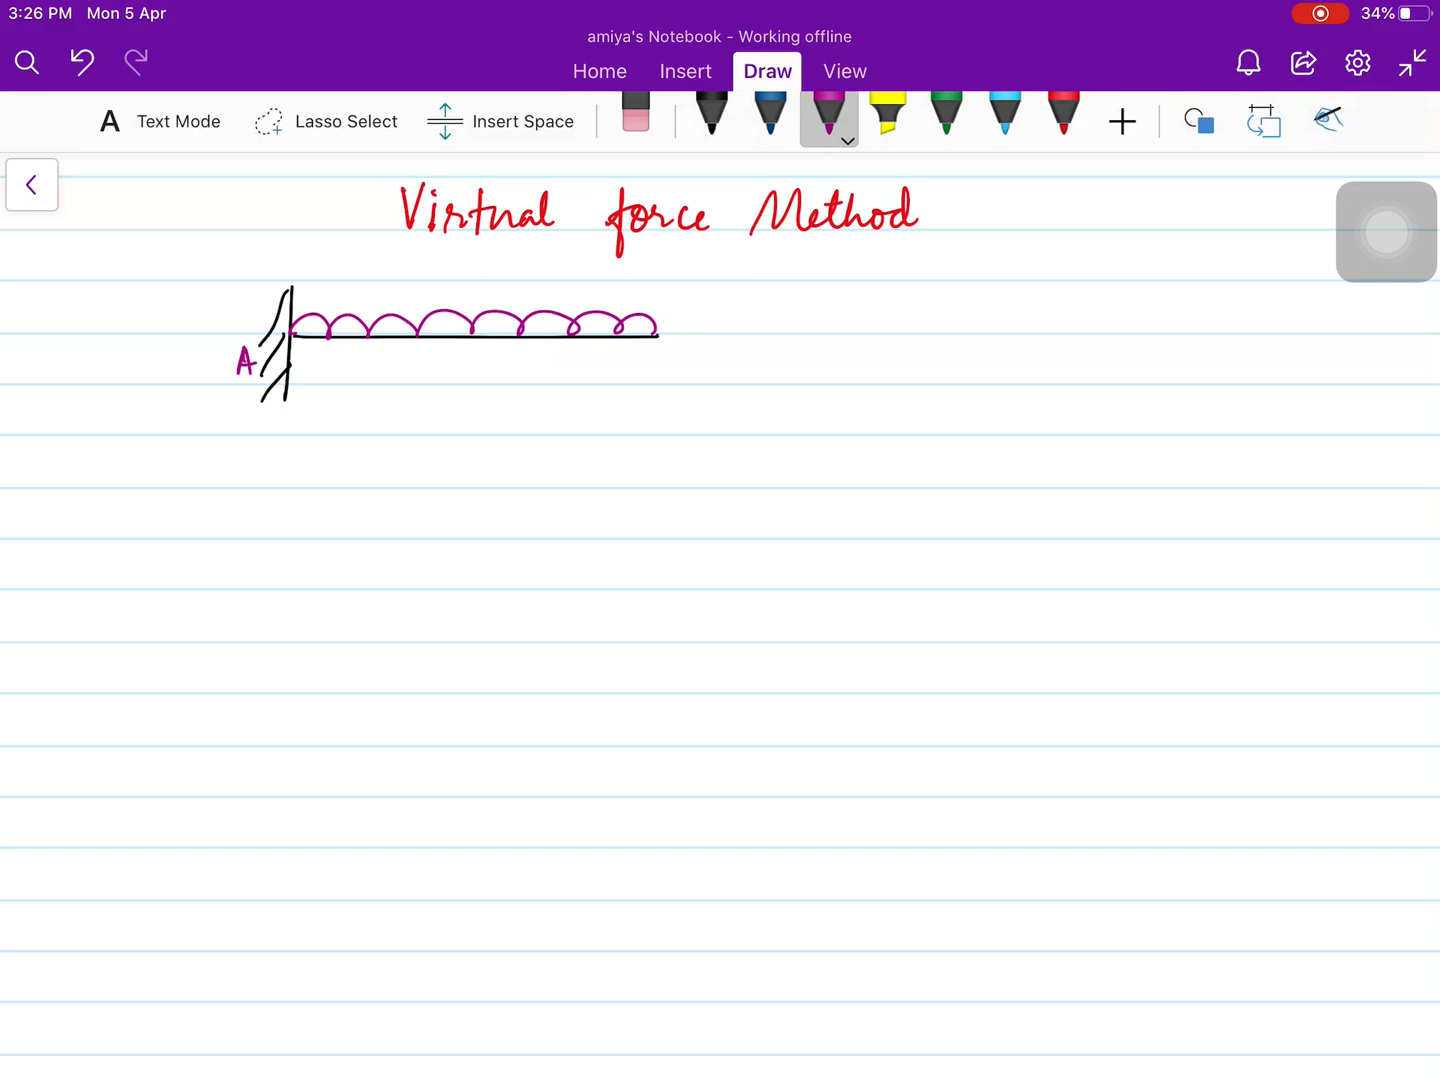 3:26 PM Mon 5 Apr 34%
amiya's Notebook - Working offline
Home Insert Draw View
A Text Mode Lasso Select Insert Space
Virtual force Method
A